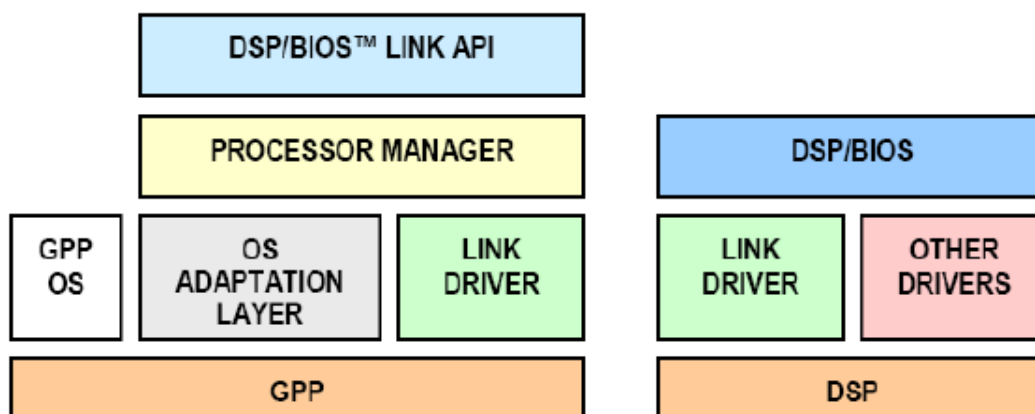 DSP/BIOS™ LINK API
PROCESSOR MANAGER
DSP/BIOS
GPP
OS
OS
ADAPTATION
LAYER
LINK
DRIVER
LINK
DRIVER
OTHER
DRIVERS
GPP
DSP